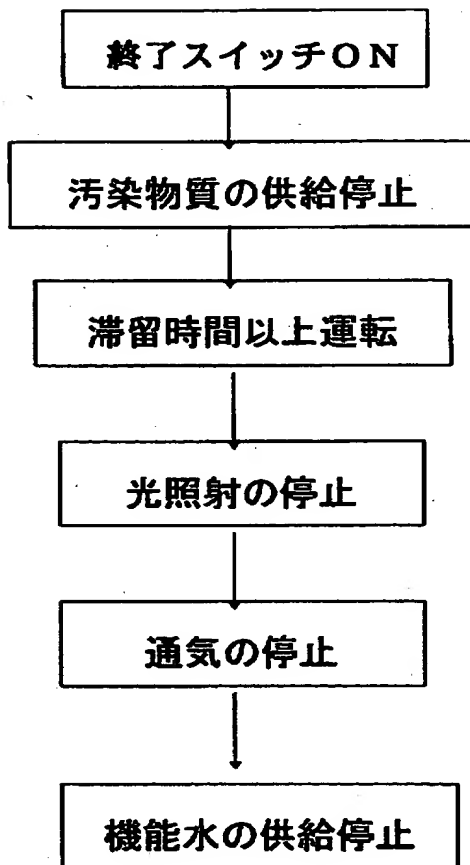 終了スイッチＯＮ
汚染物質の供給停止
滞留時間以上運転
光照射の停止
通気の停止
機能水の供給停止